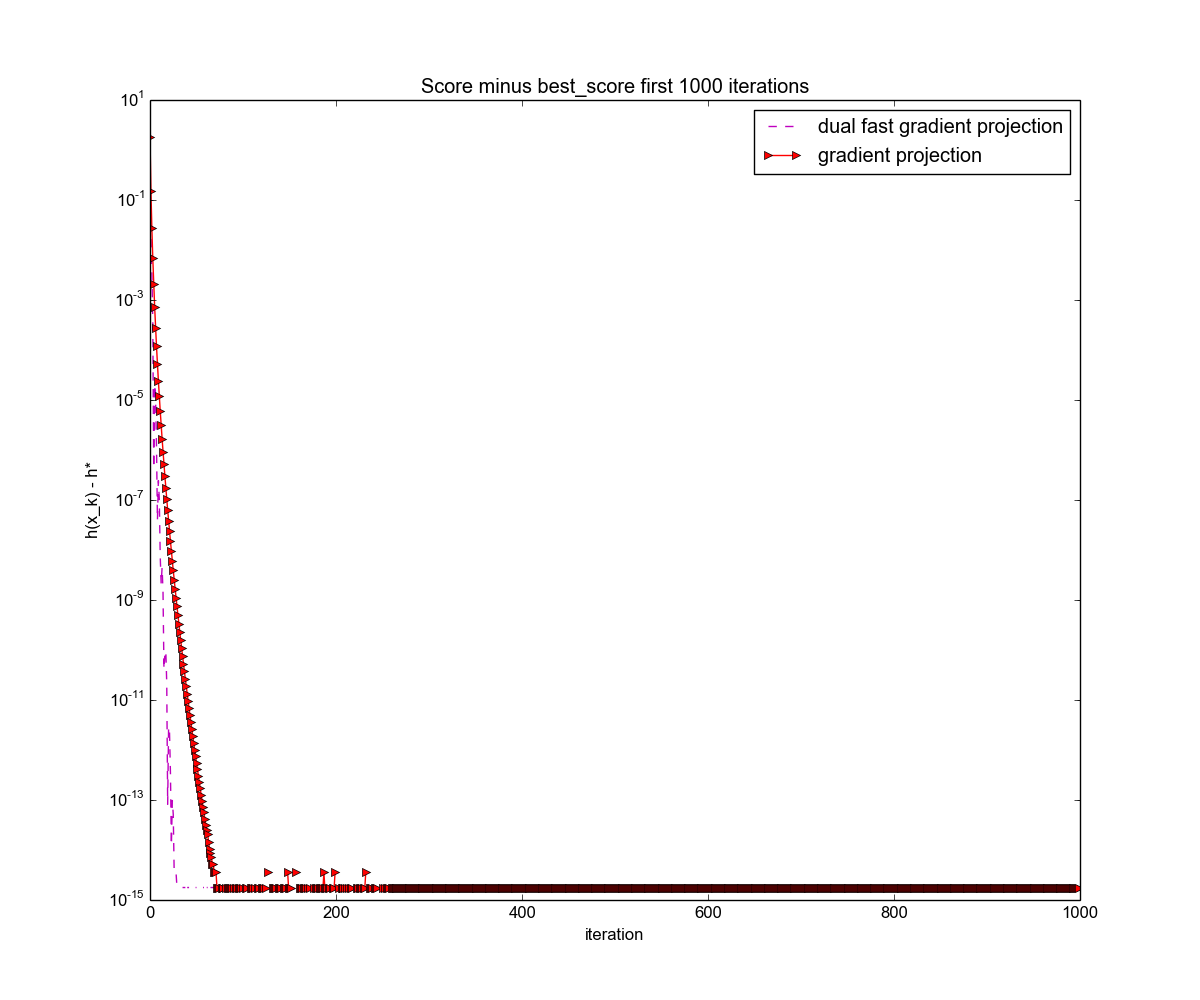 Score minus best_score first 1000 iterations
dual fast gradient projection
gradient projection
10^1
10^-1
10^-3
10^-5
10^-7
10^-9
10^-11
10^-13
10^-15
h(x_k) - h*
0 200 400 600 800 1000
iteration